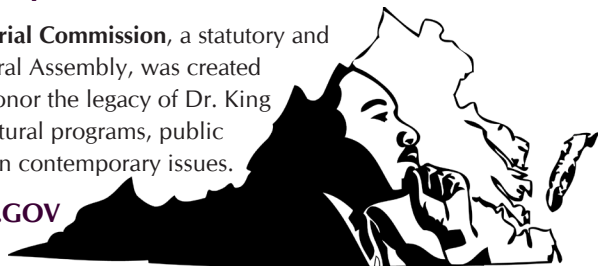 rial Commission, a statutory and
ral Assembly, was created
onor the legacy of Dr. King
tural programs, public
n contemporary issues.
.GOV